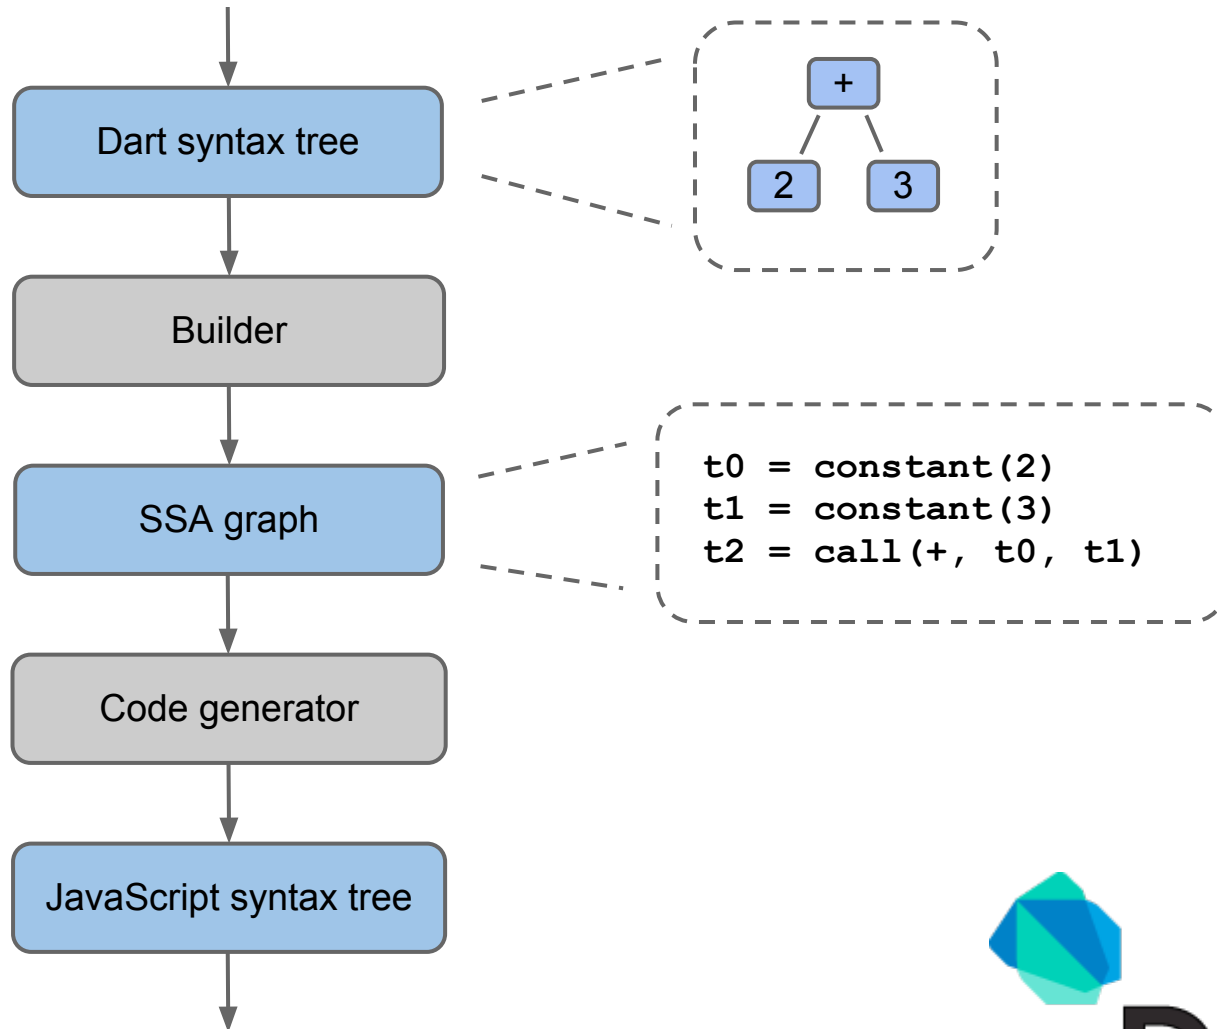 Dart syntax tree
+
2 3
Builder
SSA graph
t0 = constant(2)
t1 = constant(3)
t2 = call(+, t0, t1)
Code generator
JavaScript syntax tree